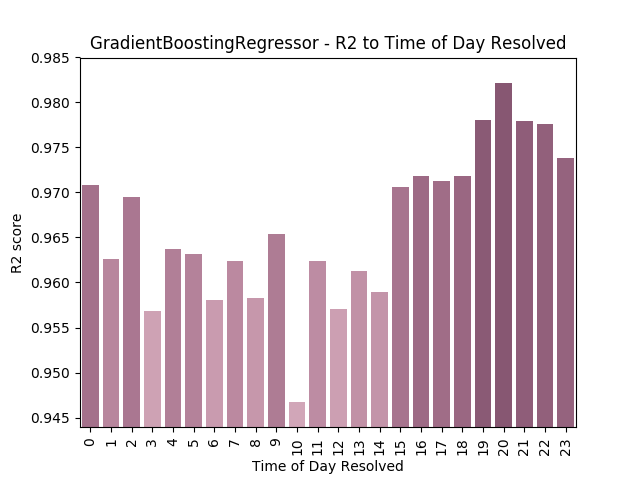 GradientBoostingRegressor - R2 to Time of Day Resolved
0.985
0.980
0.975
0.970
0.965
0.960
0.955
0.950
0.945
R2 score
0 1 2 3 4 5 6 7 8 9 10 11 12 13 14 15 16 17 18 19 20 21 22 23
Time of Day Resolved